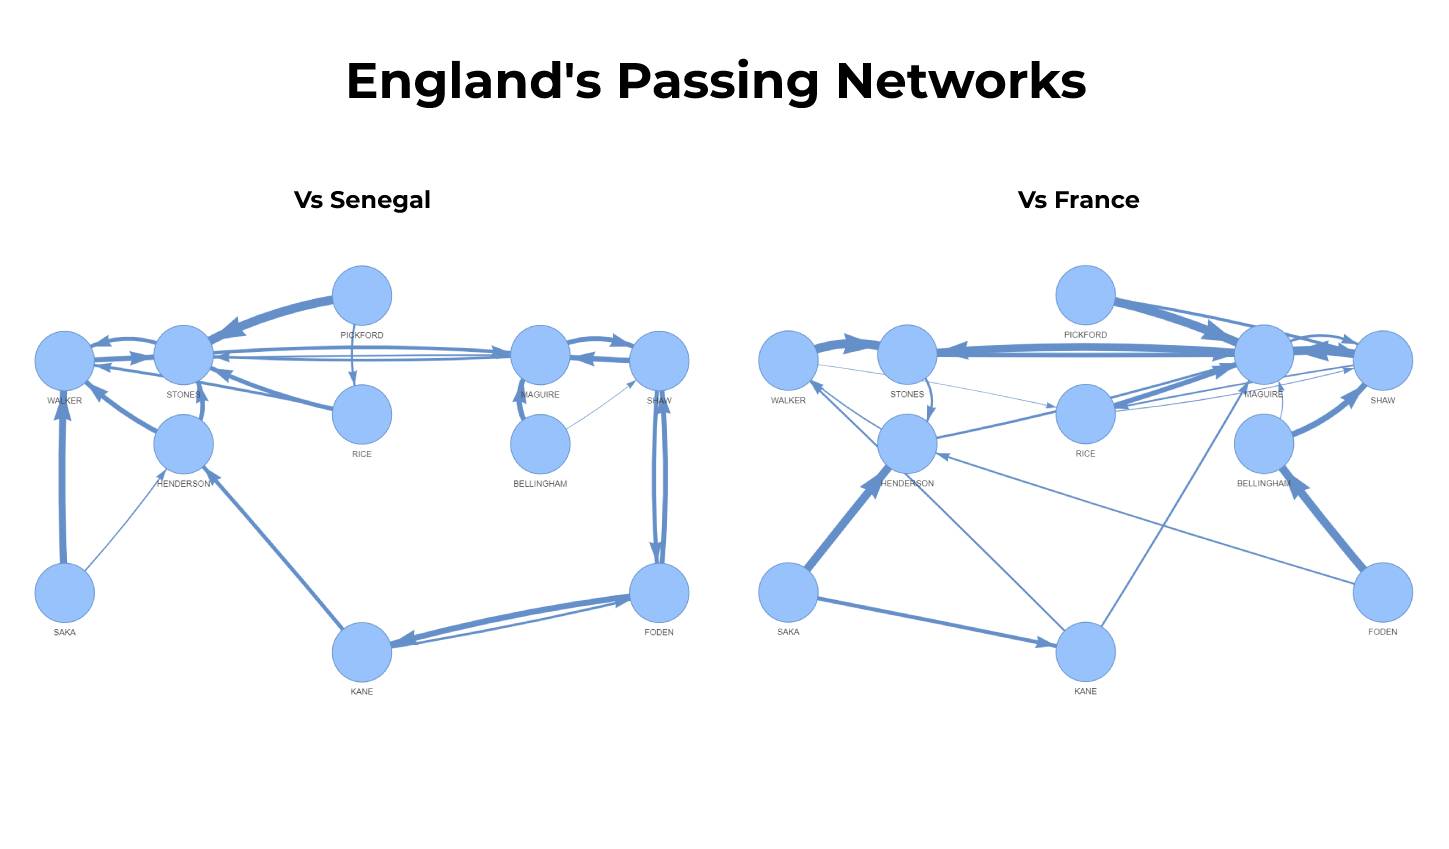 England's Passing Networks
Vs Senegal
PICKFORD
WALKER
STONES
MAGUIRE
SHAW
RICE
HENDERSON
BELLINGHAM
SAKA
FODEN
KANE
Vs France
PICKFORD
WALKER
STONES
MAGUIRE
SHAW
RICE
HENDERSON
BELLINGHAM
SAKA
FODEN
KANE